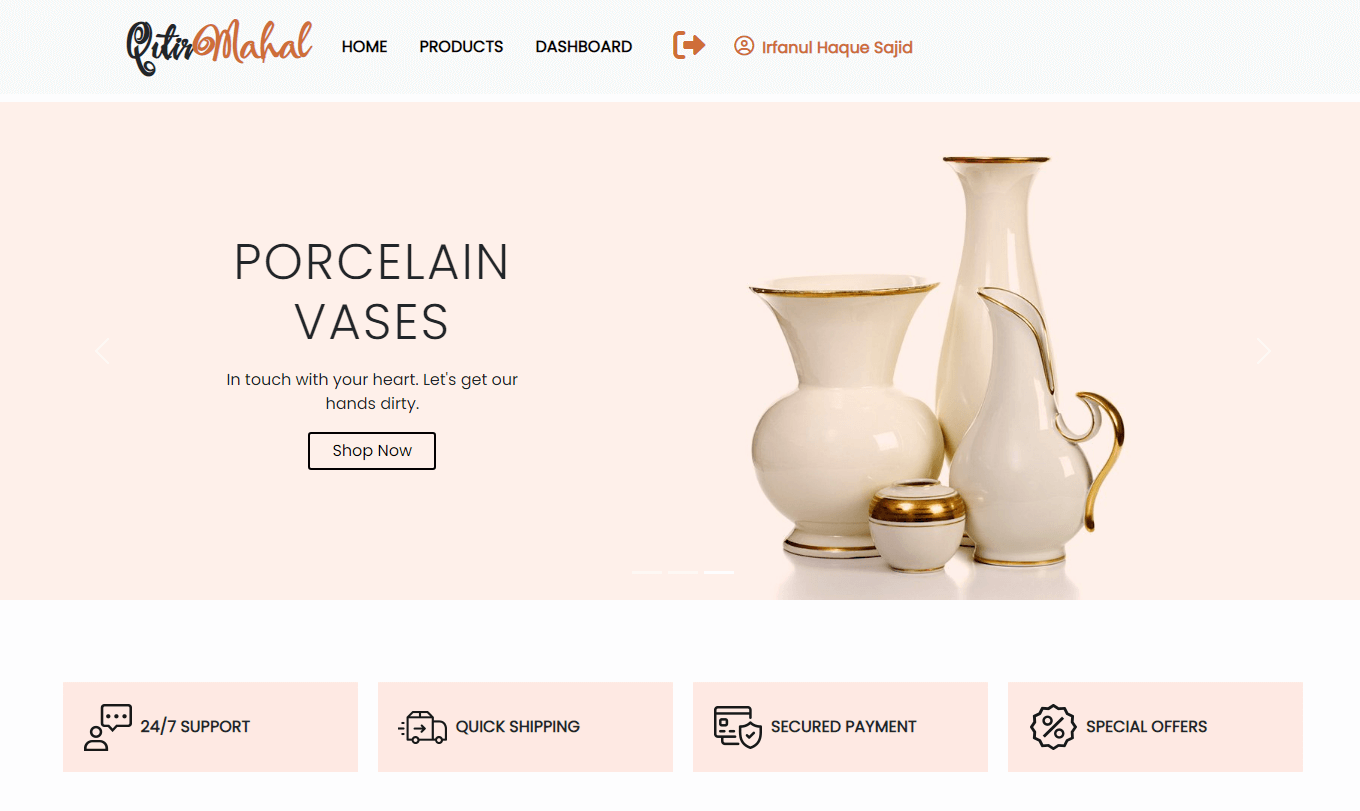 QitirMahal
HOME PRODUCTS DASHBOARD Irfanul Haque Sajid
PORCELAIN
VASES
In touch with your heart. Let's get our
hands dirty.
Shop Now
24/7 SUPPORT QUICK SHIPPING SECURED PAYMENT SPECIAL OFFERS